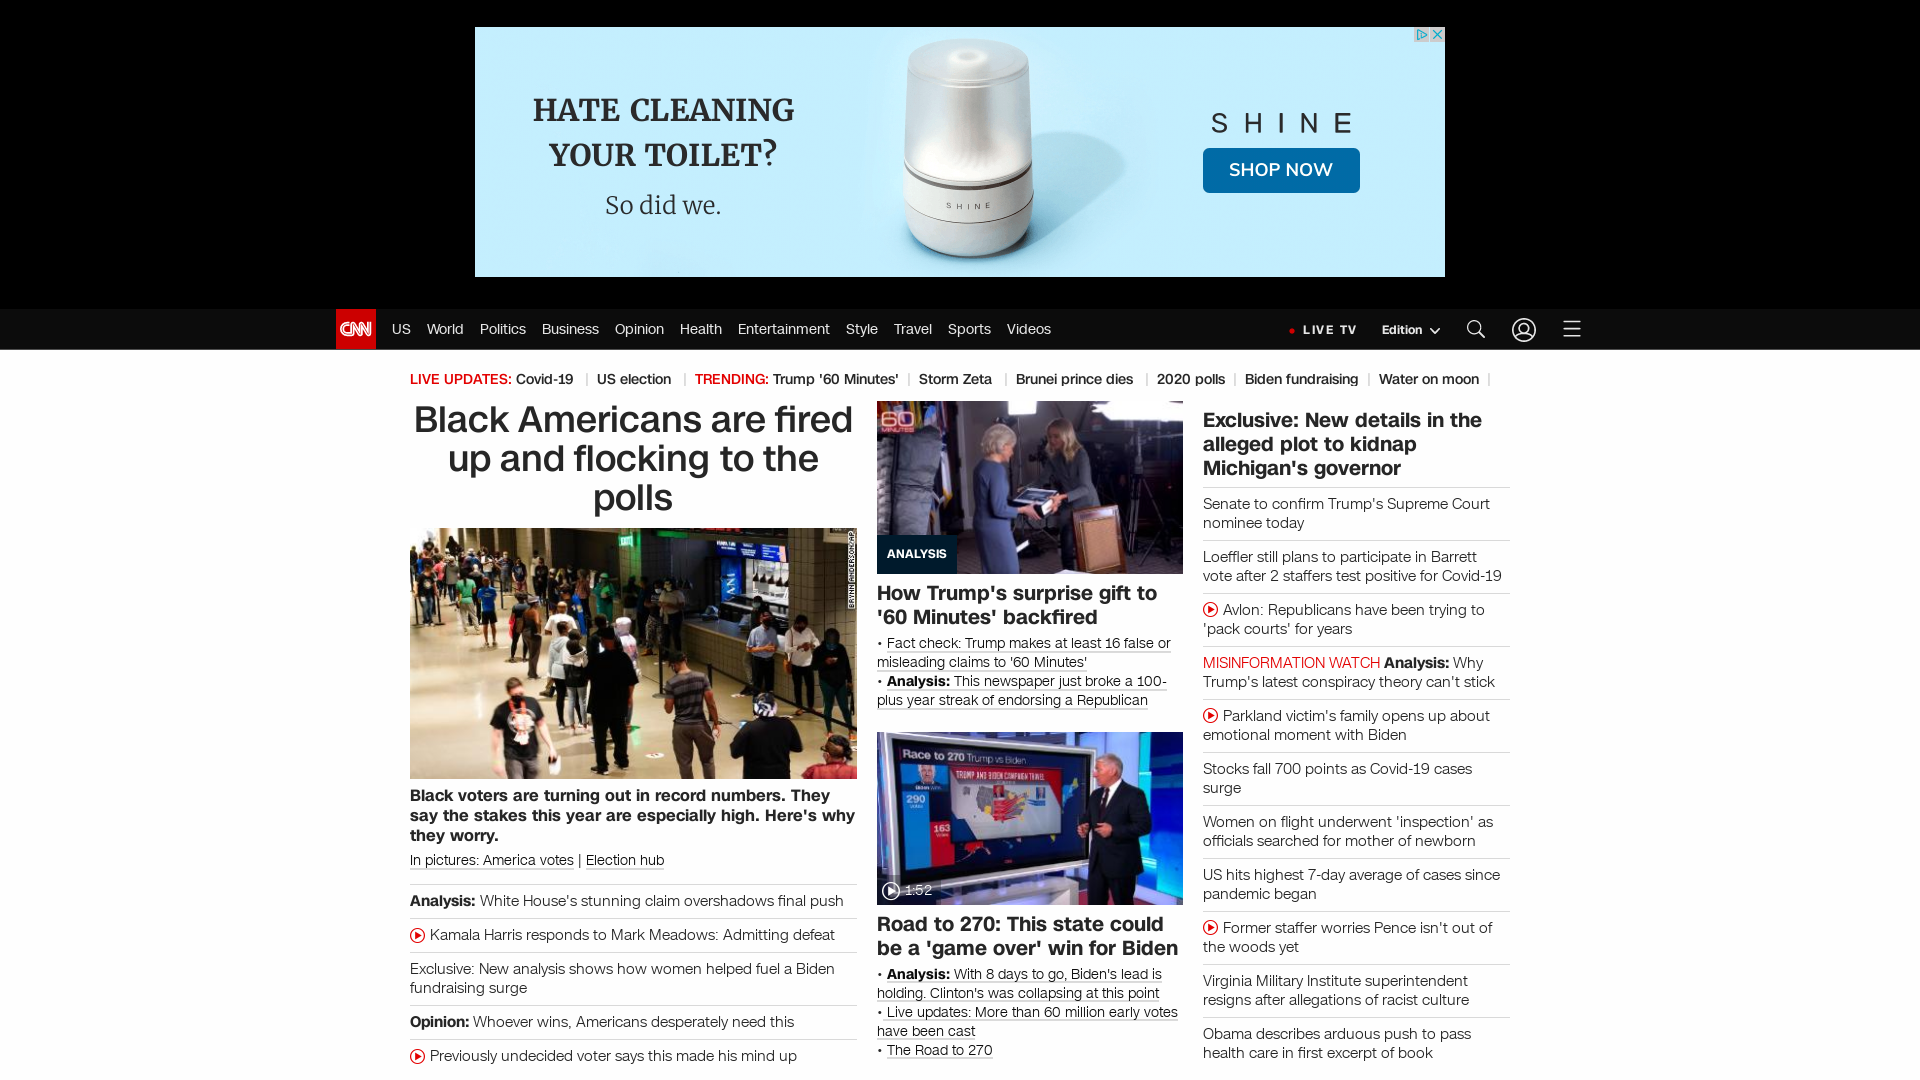 HATE CLEANING
YOUR TOILET?
So did we.
SHINE
SHINE
SHOP NOW
CNN
US World Politics Business Opinion Health Entertainment Style Travel Sports Videos
LIVE TV Edition
LIVE UPDATES: Covid-19 | US election | TRENDING: Trump '60 Minutes' | Storm Zeta | Brunei prince dies | 2020 polls | Biden fundraising | Water on moon |
Black Americans are fired
up and flocking to the
polls
BRYNN ANDERSON/AP
Black voters are turning out in record numbers. They
say the stakes this year are especially high. Here's why
they worry.
In pictures: America votes | Election hub
Analysis: White House's stunning claim overshadows final push
Kamala Harris responds to Mark Meadows: Admitting defeat
Exclusive: New analysis shows how women helped fuel a Biden
fundraising surge
Opinion: Whoever wins, Americans desperately need this
Previously undecided voter says this made his mind up
60
MINUTES
ANALYSIS
How Trump's surprise gift to
'60 Minutes' backfired
• Fact check: Trump makes at least 16 false or
misleading claims to '60 Minutes'
• Analysis: This newspaper just broke a 100-
plus year streak of endorsing a Republican
Race to 270 Trump vs Biden
TRUMP AND BIDEN CAMPAIGN TRAVEL
290
163
1:52
Road to 270: This state could
be a 'game over' win for Biden
• Analysis: With 8 days to go, Biden's lead is
holding. Clinton's was collapsing at this point
• Live updates: More than 60 million early votes
have been cast
• The Road to 270
Exclusive: New details in the
alleged plot to kidnap
Michigan's governor
Senate to confirm Trump's Supreme Court
nominee today
Loeffler still plans to participate in Barrett
vote after 2 staffers test positive for Covid-19
Avlon: Republicans have been trying to
'pack courts' for years
MISINFORMATION WATCH Analysis: Why
Trump's latest conspiracy theory can't stick
Parkland victim's family opens up about
emotional moment with Biden
Stocks fall 700 points as Covid-19 cases
surge
Women on flight underwent 'inspection' as
officials searched for mother of newborn
US hits highest 7-day average of cases since
pandemic began
Former staffer worries Pence isn't out of
the woods yet
Virginia Military Institute superintendent
resigns after allegations of racist culture
Obama describes arduous push to pass
health care in first excerpt of book